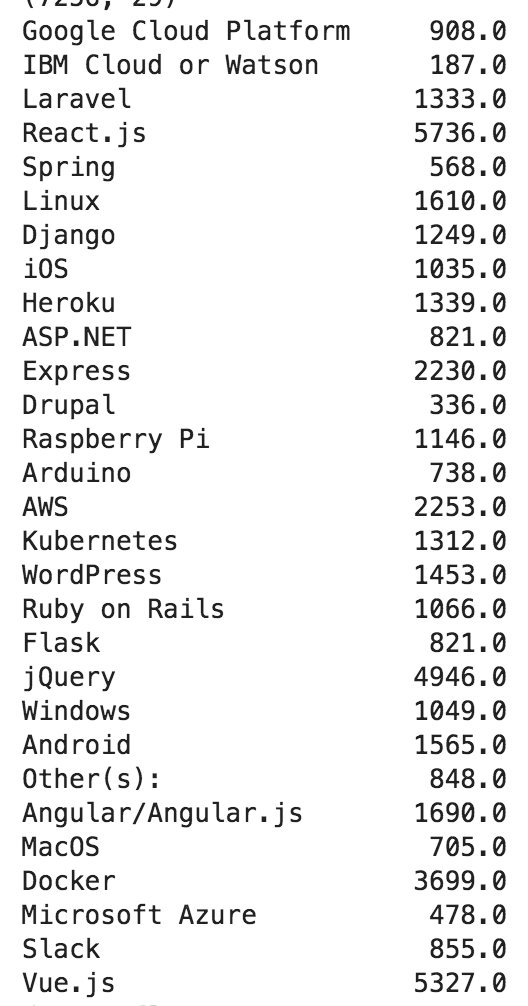 (7236, 29)
Google Cloud Platform 908.0
IBM Cloud or Watson 187.0
Laravel 1333.0
React.js 5736.0
Spring 568.0
Linux 1610.0
Django 1249.0
iOS 1035.0
Heroku 1339.0
ASP.NET 821.0
Express 2230.0
Drupal 336.0
Raspberry Pi 1146.0
Arduino 738.0
AWS 2253.0
Kubernetes 1312.0
WordPress 1453.0
Ruby on Rails 1066.0
Flask 821.0
jQuery 4946.0
Windows 1049.0
Android 1565.0
Other(s): 848.0
Angular/Angular.js 1690.0
MacOS 705.0
Docker 3699.0
Microsoft Azure 478.0
Slack 855.0
Vue.js 5327.0